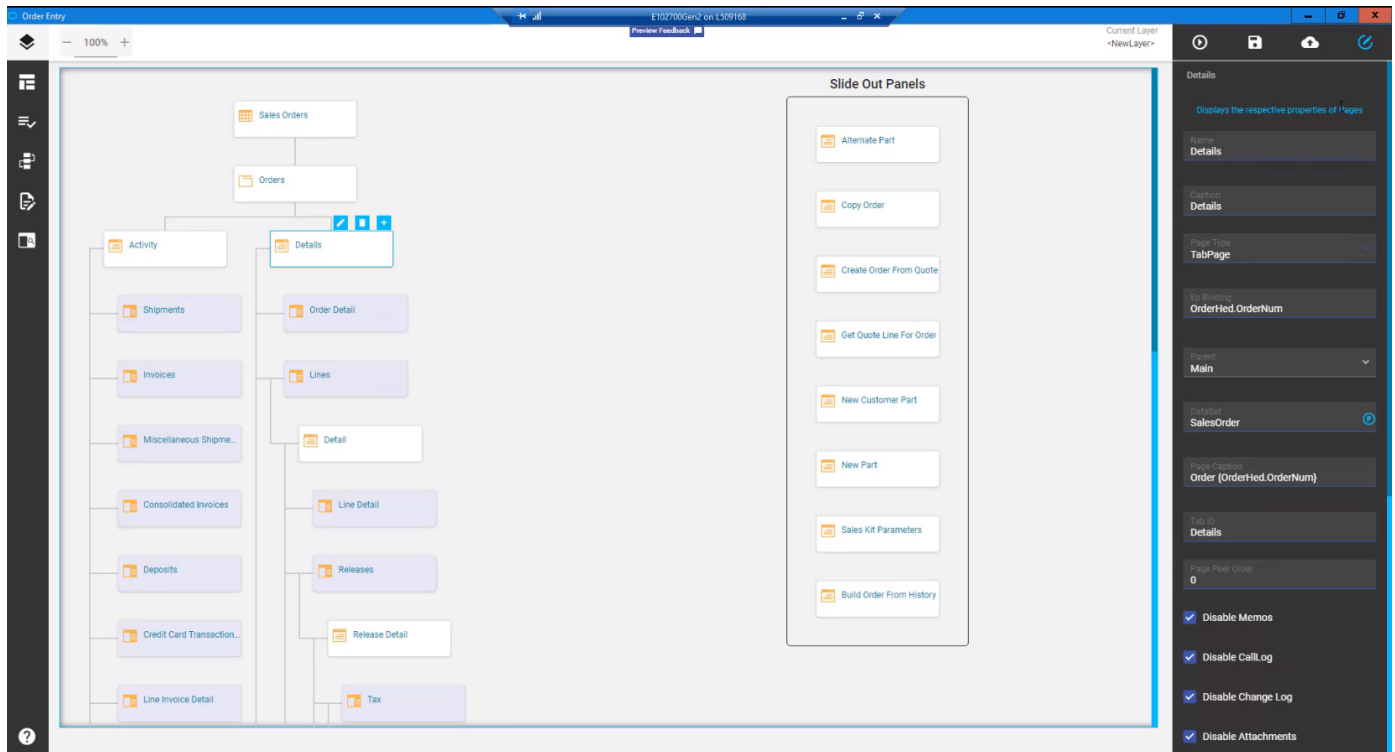 Order Entry
E102700Gen2 on L509168
Preview Feedback
Current Layer
<NewLayer>
100%
Slide Out Panels
Sales Orders
Orders
Activity
Details
Shipments
Order Detail
Invoices
Lines
Miscellaneous Shipme...
Detail
Consolidated Invoices
Line Detail
Deposits
Releases
Credit Card Transaction...
Release Detail
Line Invoice Detail
Tax
Alternate Part
Copy Order
Create Order From Quote
Get Quote Line For Order
New Customer Part
New Part
Sales Kit Parameters
Build Order From History
Details
Displays the respective properties of Pages
Name
Details
Caption
Details
Page Type
TabPage
Ep Binding
OrderHed.OrderNum
Parent
Main
DataSet
SalesOrder
Page Caption
Order {OrderHed.OrderNum}
Tab ID
Details
Page Peer Order
0
Disable Memos
Disable CallLog
Disable Change Log
Disable Attachments